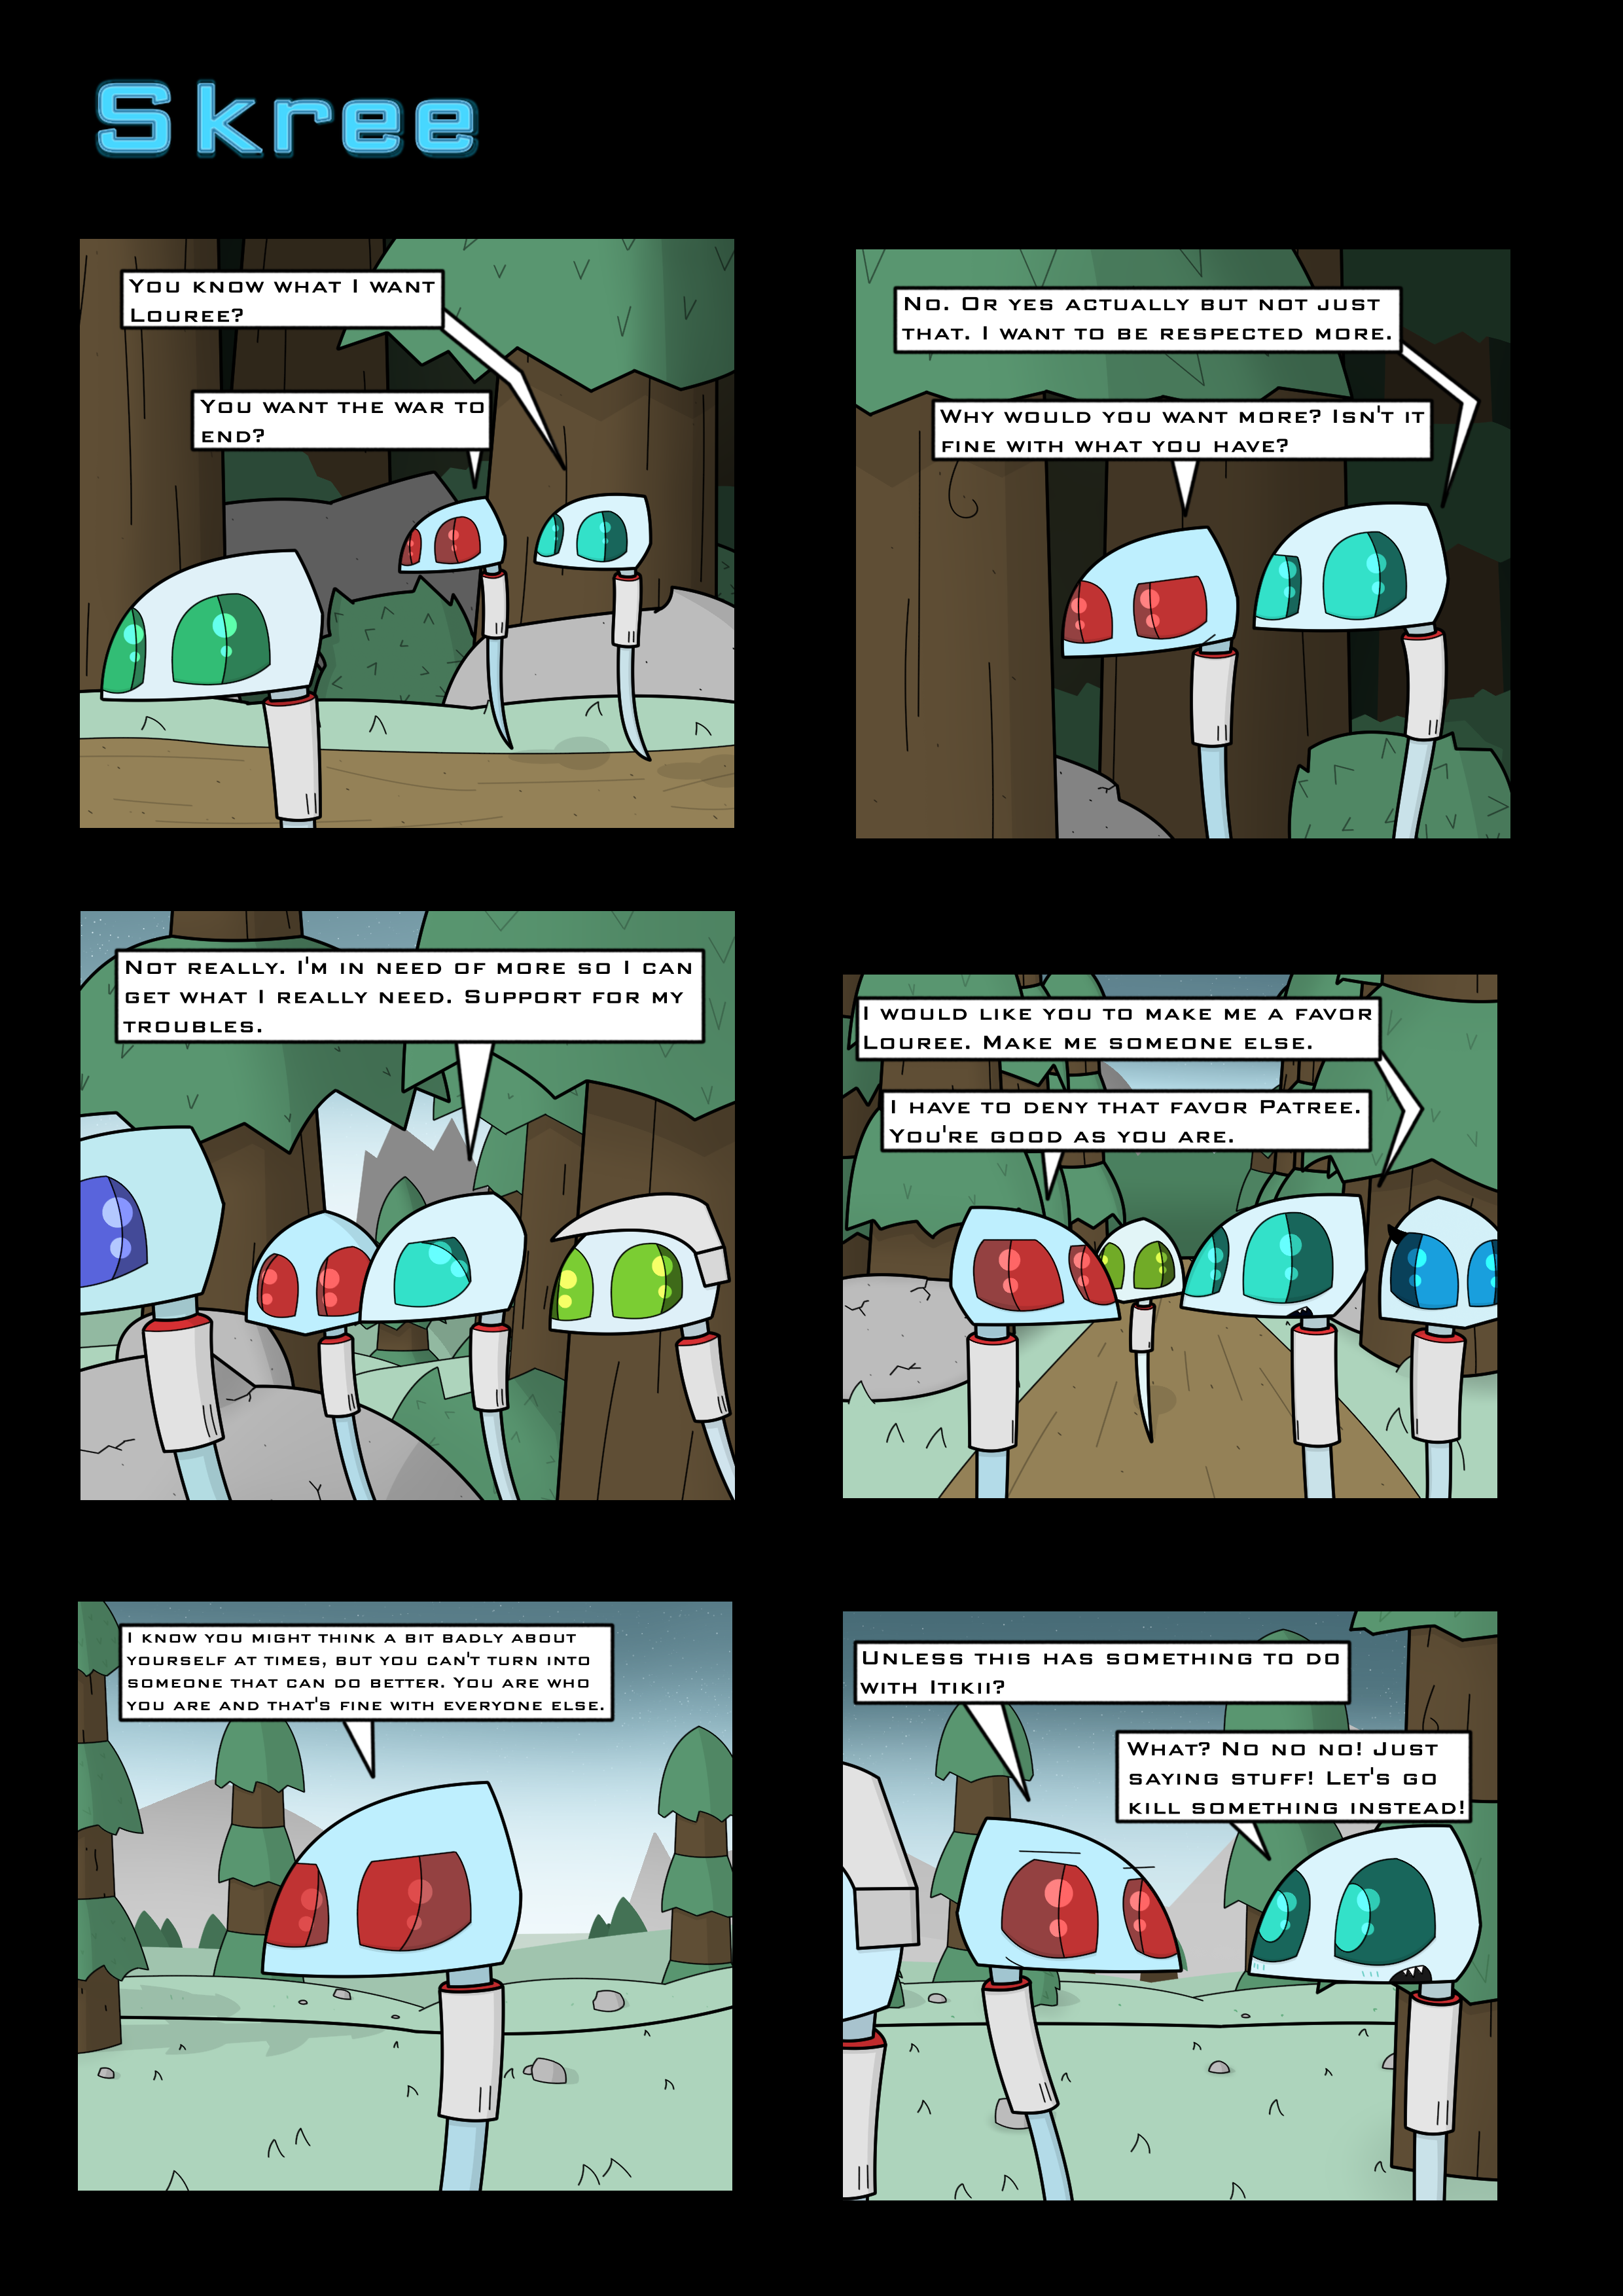 Skree
You know what I want
Louree?
You want the war to
end?
No. Or yes actually but not just
that. I want to be respected more.
Why would you want more? Isn't it
fine with what you have?
Not really. I'm in need of more so I can
get what I really need. Support for my
troubles.
I would like you to make me a favor
Louree. Make me someone else.
I have to deny that favor Patree.
You're good as you are.
I know you might think a bit badly about
yourself at times, but you can't turn into
someone that can do better. You are who
you are and that's fine with everyone else.
Unless this has something to do
with Itikii?
What? No no no! Just
saying stuff! Let's go
kill something instead!